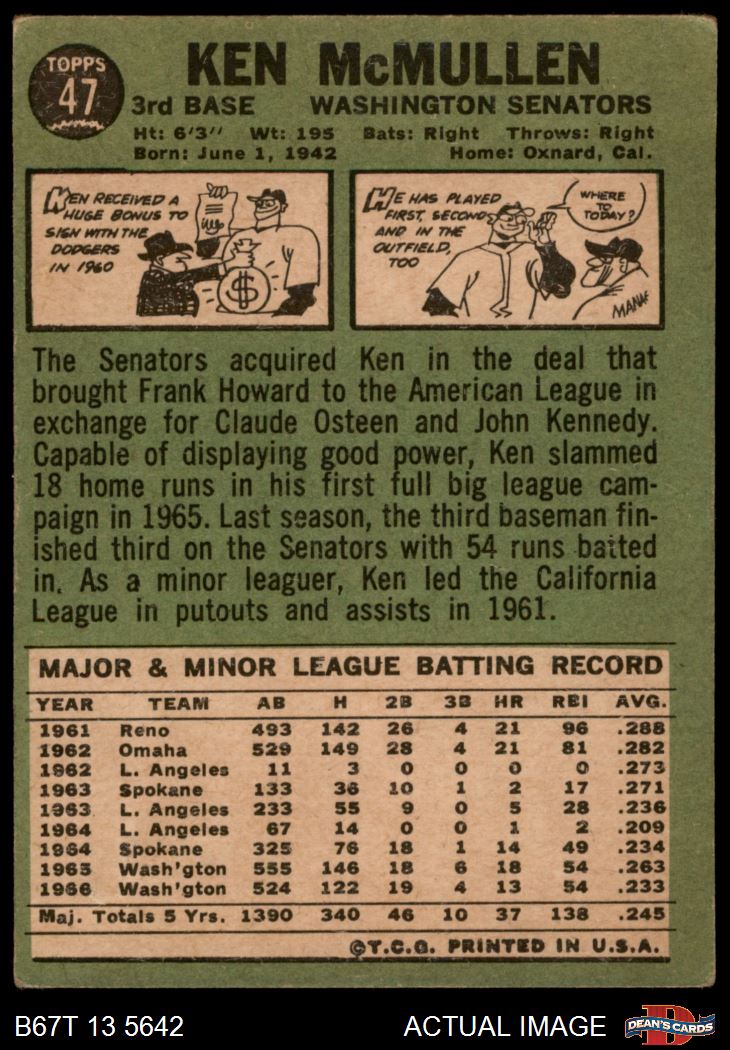 TOPPS
47
KEN McMULLEN
3rd BASE WASHINGTON SENATORS
Ht: 6'3" Wt: 195 Bats: Right Throws: Right
Born: June 1, 1942 Home: Oxnard, Cal.
KEN RECEIVED A
HUGE BONUS TO
SIGN WITH THE
DODGERS
IN 1960
$
HE HAS PLAYED
FIRST, SECOND
AND IN THE
OUTFIELD,
TOO
WHERE
TO
TODAY?
The Senators acquired Ken in the deal that
brought Frank Howard to the American League in
exchange for Claude Osteen and John Kennedy.
Capable of displaying good power, Ken slammed
18 home runs in his first full big league cam-
paign in 1965. Last season, the third baseman fin-
ished third on the Senators with 54 runs batted
in. As a minor leaguer, Ken led the California
League in putouts and assists in 1961.
MAJOR & MINOR LEAGUE BATTING RECORD
YEAR TEAM AB H 2B 3B HR RBI AVG.
1961 Reno 493 142 26 4 21 96 .288
1962 Omaha 529 149 28 4 21 81 .282
1962 L. Angeles 11 3 0 0 0 0 .273
1963 Spokane 133 36 10 1 2 17 .271
1963 L. Angeles 233 55 9 0 5 28 .236
1964 L. Angeles 67 14 0 0 1 2 .209
1964 Spokane 325 76 18 1 14 49 .234
1965 Wash'gton 555 146 18 6 18 54 .263
1966 Wash'gton 524 122 19 4 13 54 .233
Maj. Totals 5 Yrs. 1390 340 46 10 37 138 .245
©T.C.G. PRINTED IN U.S.A.
B67T 13 5642 ACTUAL IMAGE
D
DEAN'S CARDS